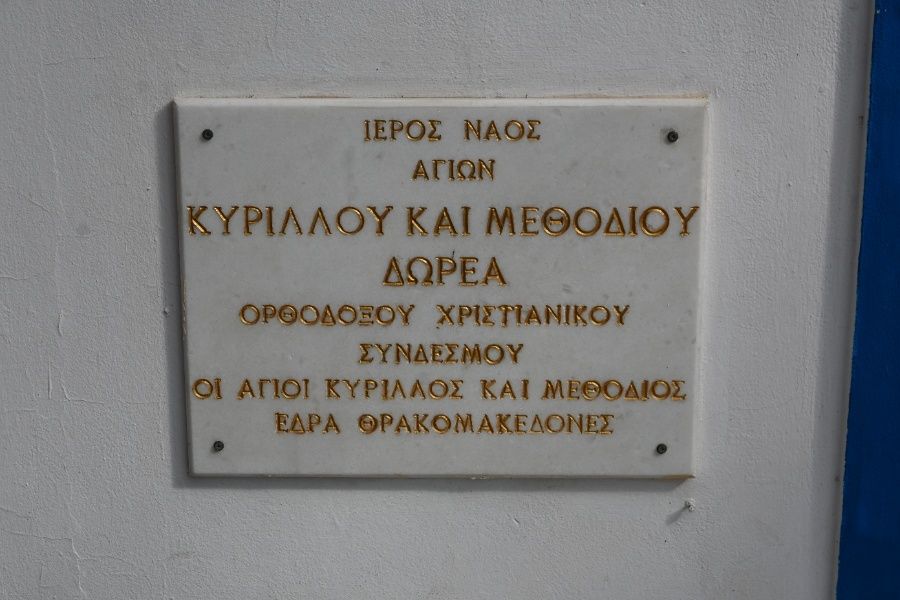 ΙΕΡΟΣ ΝΑΟΣ
ΑΓΙΩΝ
ΚΥΡΙΛΛΟΥ ΚΑΙ ΜΕΘΟΔΙΟΥ
ΔΩΡΕΑ
ΟΡΘΟΔΟΞΟΥ ΧΡΙΣΤΙΑΝΙΚΟΥ
ΣΥΝΔΕΣΜΟΥ
ΟΙ ΑΓΙΟΙ ΚΥΡΙΛΛΟΣ ΚΑΙ ΜΕΘΟΔΙΟΣ
ΕΔΡΑ ΘΡΑΚΟΜΑΚΕΔΟΝΕΣ